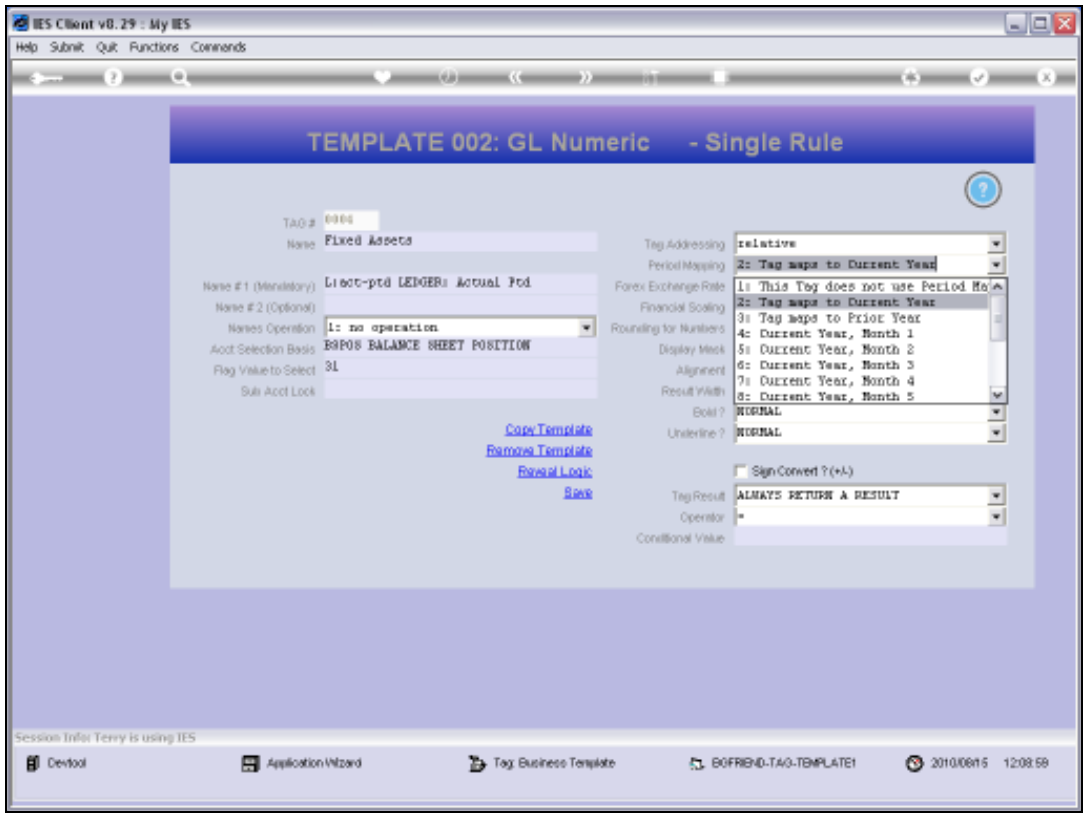 IES Client v8.29 : My IES
Help Submit Quit Functions Commands
TEMPLATE 002: GL Numeric - Single Rule
TAG # 0006
Name Fixed Assets
Name # 1 (Mandatory) L:act-ptd LEDGER: Actual Ptd
Name # 2 (Optional)
Names Operation 1: no operation
Acct Selection Basis BSPOS BALANCE SHEET POSITION
Flag Value to Select 31
Sub Acct Lock
Copy Template
Remove Template
Reveal Logic
Save
Tag Addressing relative
Period Mapping 2: Tag maps to Current Year
Forex Exchange Rate
Financial Scaling
Rounding for Numbers
Display Mask
Alignment
Result Width
1: This Tag does not use Period Ma
2: Tag maps to Current Year
3: Tag maps to Prior Year
4: Current Year, Month 1
5: Current Year, Month 2
6: Current Year, Month 3
7: Current Year, Month 4
8: Current Year, Month 5
Bold ? NORMAL
Underline ? NORMAL
Sign Convert ? (+/-)
Tag Result ALWAYS RETURN A RESULT
Operator =
Conditional Value
Session Info: Terry is using IES
Devtool Application Wizard Tag: Business Template BGFRIEND-TAG-TEMPLATE1 2010/08/15 12:08:59